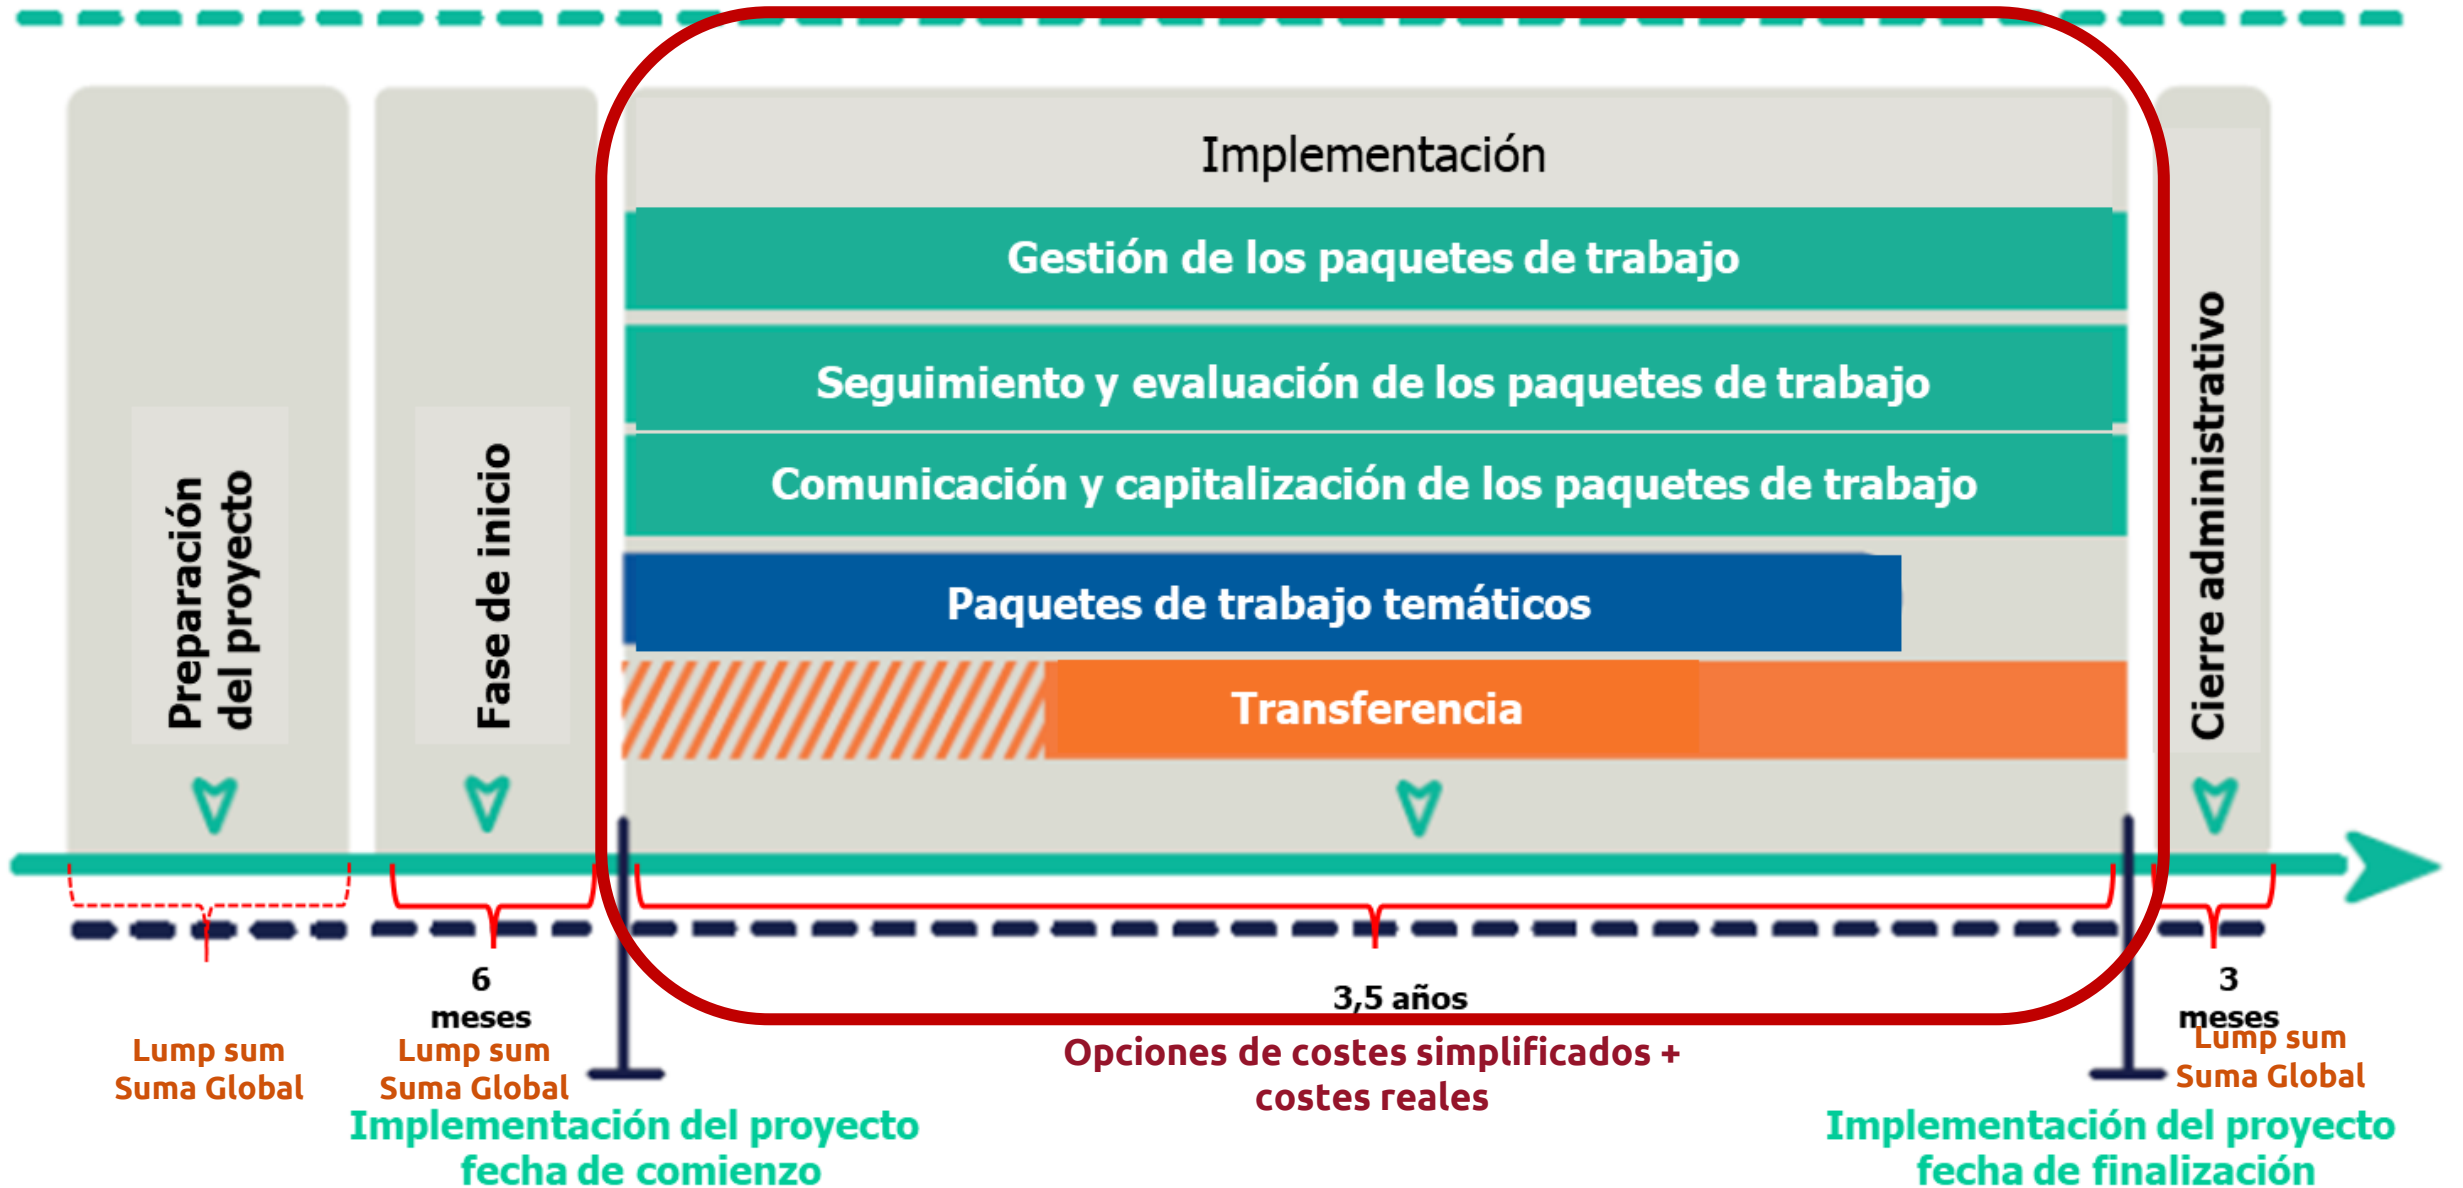 Implementación
Gestión de los paquetes de trabajo
Seguimiento y evaluación de los paquetes de trabajo
Comunicación y capitalización de los paquetes de trabajo
Paquetes de trabajo temáticos
Transferencia
Preparación
del proyecto
Fase de inicio
Cierre administrativo
6
meses
3,5 años
3
meses
Lump sum
Suma Global
Lump sum
Suma Global
Opciones de costes simplificados +
costes reales
Lump sum
Suma Global
Implementación del proyecto
fecha de comienzo
Implementación del proyecto
fecha de finalización